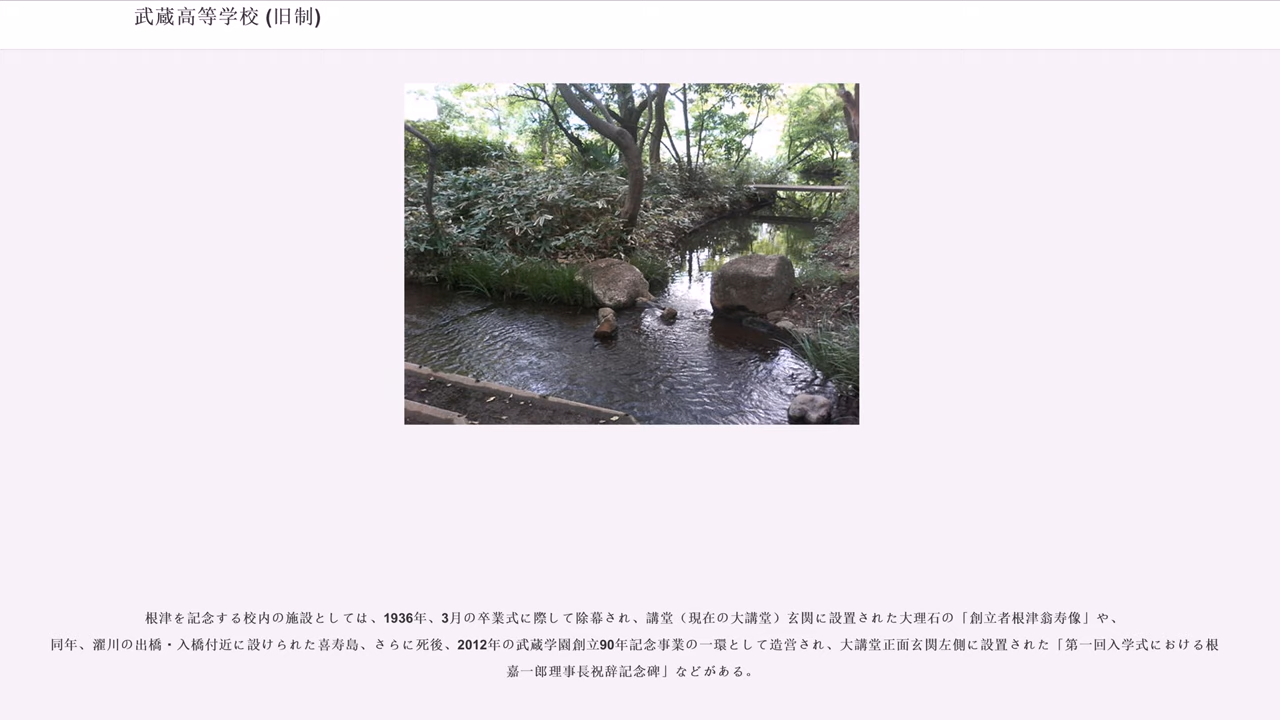 武蔵高等学校 (旧制)
根津を記念する校内の施設としては、1936年、3月の卒業式に際して除幕され、講堂（現在の大講堂）玄関に設置された大理石の「創立者根津翁寿像」や、
同年、濯川の出橋・入橋付近に設けられた喜寿島、さらに死後、2012年の武蔵学園創立90年記念事業の一環として造営され、大講堂正面玄関左側に設置された「第一回入学式における根
嘉一郎理事長祝辞記念碑」などがある。